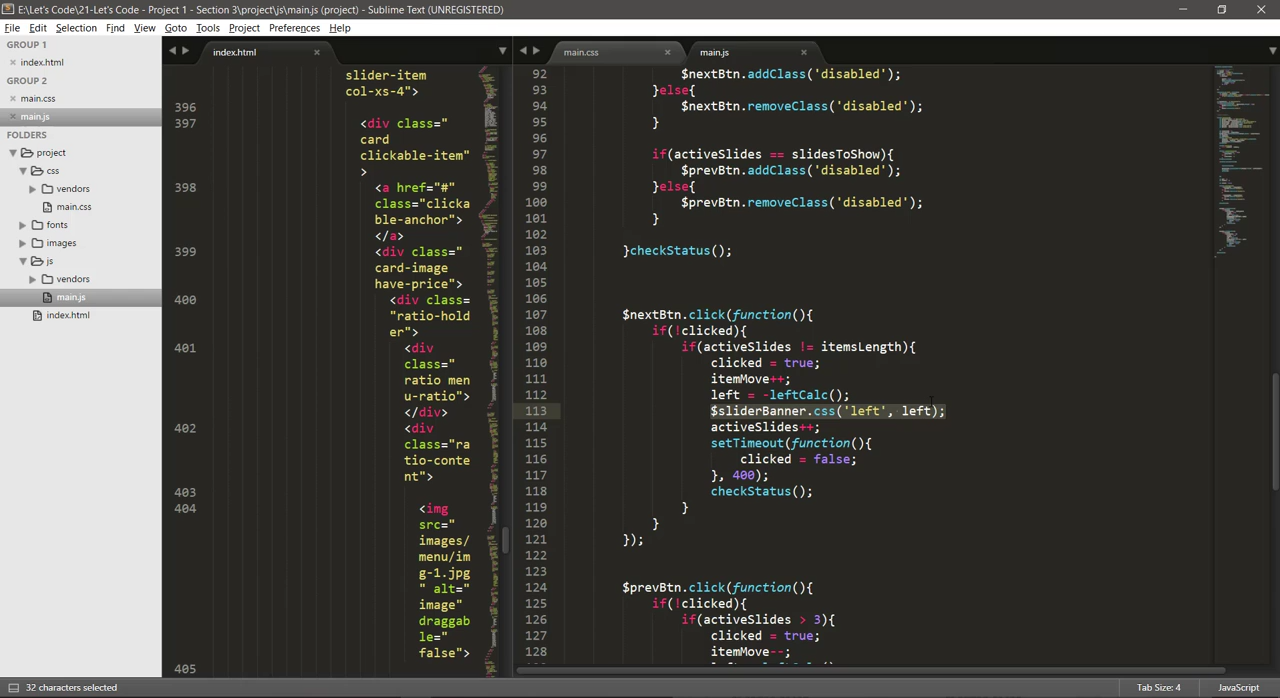 E:\Let's Code\21-Let's Code - Project 1 - Section 3\project\js\main.js (project) - Sublime Text (UNREGISTERED)
File Edit Selection Find View Goto Tools Project Preferences Help
GROUP 1
index.html
GROUP 2
main.css
main.js
FOLDERS
project
css
vendors
main.css
fonts
images
js
vendors
main.js
index.html
index.html
slider-item
col-xs-4">
396
397 <div class="
card
clickable-item"
>
398 <a href="#"
class="clicka
ble-anchor">
</a>
399 <div class="
card-image
have-price">
400 <div class=
"ratio-hold
er">
401 <div
class="
ratio men
u-ratio">
</div>
402 <div
class="ra
tio-conte
nt">
403
404 <img
src="
images/
menu/im
g-1.jpg
" alt="
image"
draggab
le="
false">
405
main.css main.js
92 $nextBtn.addClass('disabled');
93 }else{
94 $nextBtn.removeClass('disabled');
95 }
96
97 if(activeSlides == slidesToShow){
98 $prevBtn.addClass('disabled');
99 }else{
100 $prevBtn.removeClass('disabled');
101 }
102
103 }checkStatus();
104
105
106
107 $nextBtn.click(function(){
108 if(!clicked){
109 if(activeSlides != itemsLength){
110 clicked = true;
111 itemMove++;
112 left = -leftCalc();
113 $sliderBanner.css('left', left);
114 activeSlides++;
115 setTimeout(function(){
116 clicked = false;
117 }, 400);
118 checkStatus();
119 }
120 }
121 });
122
123
124 $prevBtn.click(function(){
125 if(!clicked){
126 if(activeSlides > 3){
127 clicked = true;
128 itemMove--;
32 characters selected
Tab Size: 4
JavaScript